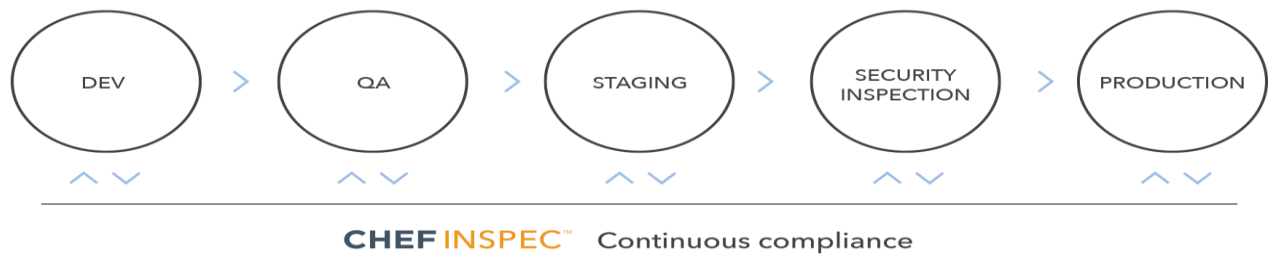 DEV
QA
STAGING
SECURITY
INSPECTION
PRODUCTION
CHEF INSPEC™ Continuous compliance